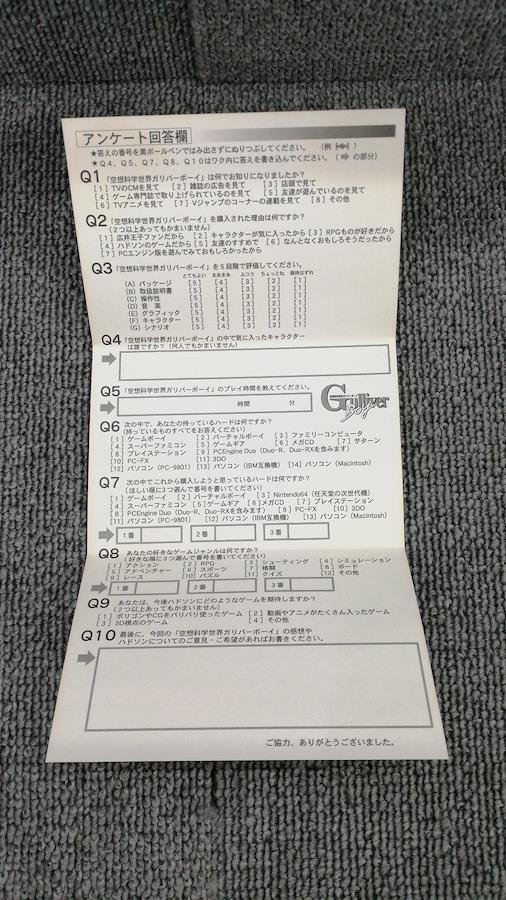 アンケート回答欄
★答えの番号を黒ボールペンではみ出さずにぬりつぶしてください。 (例 )
★Q4、Q5、Q7、Q8、Q10はワク内に答えを書き込んでください。(➡の部分)
Q1 「空想科学世界ガリバーボーイ」は何でお知りになりましたか?
[1] TVのCMを見て [2] 雑誌の広告を見て [3] 店頭で見て
[4] ゲーム専門誌で取り上げられているのを見て [5] 友達が遊んでいるのを見て
[6] TVアニメを見て [7] Vジャンプのコーナーの連載を見て [8] その他
Q2 「空想科学世界ガリバーボーイ」を購入された理由は何ですか?
(2つ以上あってもかまいません)
[1] 広井王子ファンだから [2] キャラクターが気に入ったから [3] RPGものが好きだから
[4] ハドソンのゲームだから [5] 友達のすすめで [6] なんとなくおもしろそうだったから
[7] PCエンジン版を遊んでみておもしろかったから
Q3 「空想科学世界ガリバーボーイ」を5段階で評価してください。
とてもよい まあまあ ふつう ちょっとね 期待はずれ
(A) パッケージ [5] [4] [3] [2] [1]
(B) 取扱説明書 [5] [4] [3] [2] [1]
(C) 操作性 [5] [4] [3] [2] [1]
(D) 音 楽 [5] [4] [3] [2] [1]
(E) グラフィック [5] [4] [3] [2] [1]
(F) キャラクター [5] [4] [3] [2] [1]
(G) シナリオ [5] [4] [3] [2] [1]
Q4 「空想科学世界ガリバーボーイ」の中で気に入ったキャラクター
は誰ですか?(何人でもかまいません)
➡
Q5 「空想科学世界ガリバーボーイ」のプレイ時間を教えてください。
➡ 時間 分
Gulliver
Boy
Q6 次の中で、あなたの持っているハードは何ですか?
(持っているものすべてをお答えください)
[1] ゲームボーイ [2] バーチャルボーイ [3] ファミリーコンピュータ
[4] スーパーファミコン [5] ゲームギア [6] メガCD [7] サターン
[8] プレイステーション [9] PCEngine Duo (Duo-R、Duo-RXを含みます)
[10] PC-FX [11] 3DO
[12] パソコン (PC-9801) [13] パソコン (IBM互換機) [14] パソコン (Macintosh)
Q7 次の中でこれから購入しようと思っているハードは何ですか?
(ほしい順に3つ選んで番号を書いてください)
[1] ゲームボーイ [2] バーチャルボーイ [3] Nintendo64 (任天堂の次世代機)
[4] スーパーファミコン [5] ゲームギア [6] メガCD [7] プレイステーション
[8] PCEngine Duo (Duo-R、Duo-RXを含みます) [9] PC-FX [10] 3DO
[11] パソコン (PC-9801) [12] パソコン (IBM互換機) [13] パソコン (Macintosh)
➡ 1番 2番 3番
Q8 あなたの好きなゲームジャンルは何ですか?
(好きな順に3つ選んで番号を書いてください)
[1] アクション [2] RPG [3] シューティング [4] シミュレーション
[5] アドベンチャー [6] スポーツ [7] 格闘 [8] ボード
[9] レース [10] パズル [11] クイズ [12] その他
➡ 1番 2番 3番
Q9 あなたは、今後ハドソンにどのようなゲームを期待しますか?
(2つ以上あってもかまいません)
[1] ポリゴンやCGをバリバリ使ったゲーム [2] 動画やアニメがたくさん入ったゲーム
[3] 3D視点のゲーム [4] その他
Q10 最後に、今回の「空想科学世界ガリバーボーイ」の感想や
ハドソンについてのご意見・ご希望があればお書きください。
➡
ご協力、ありがとうございました。